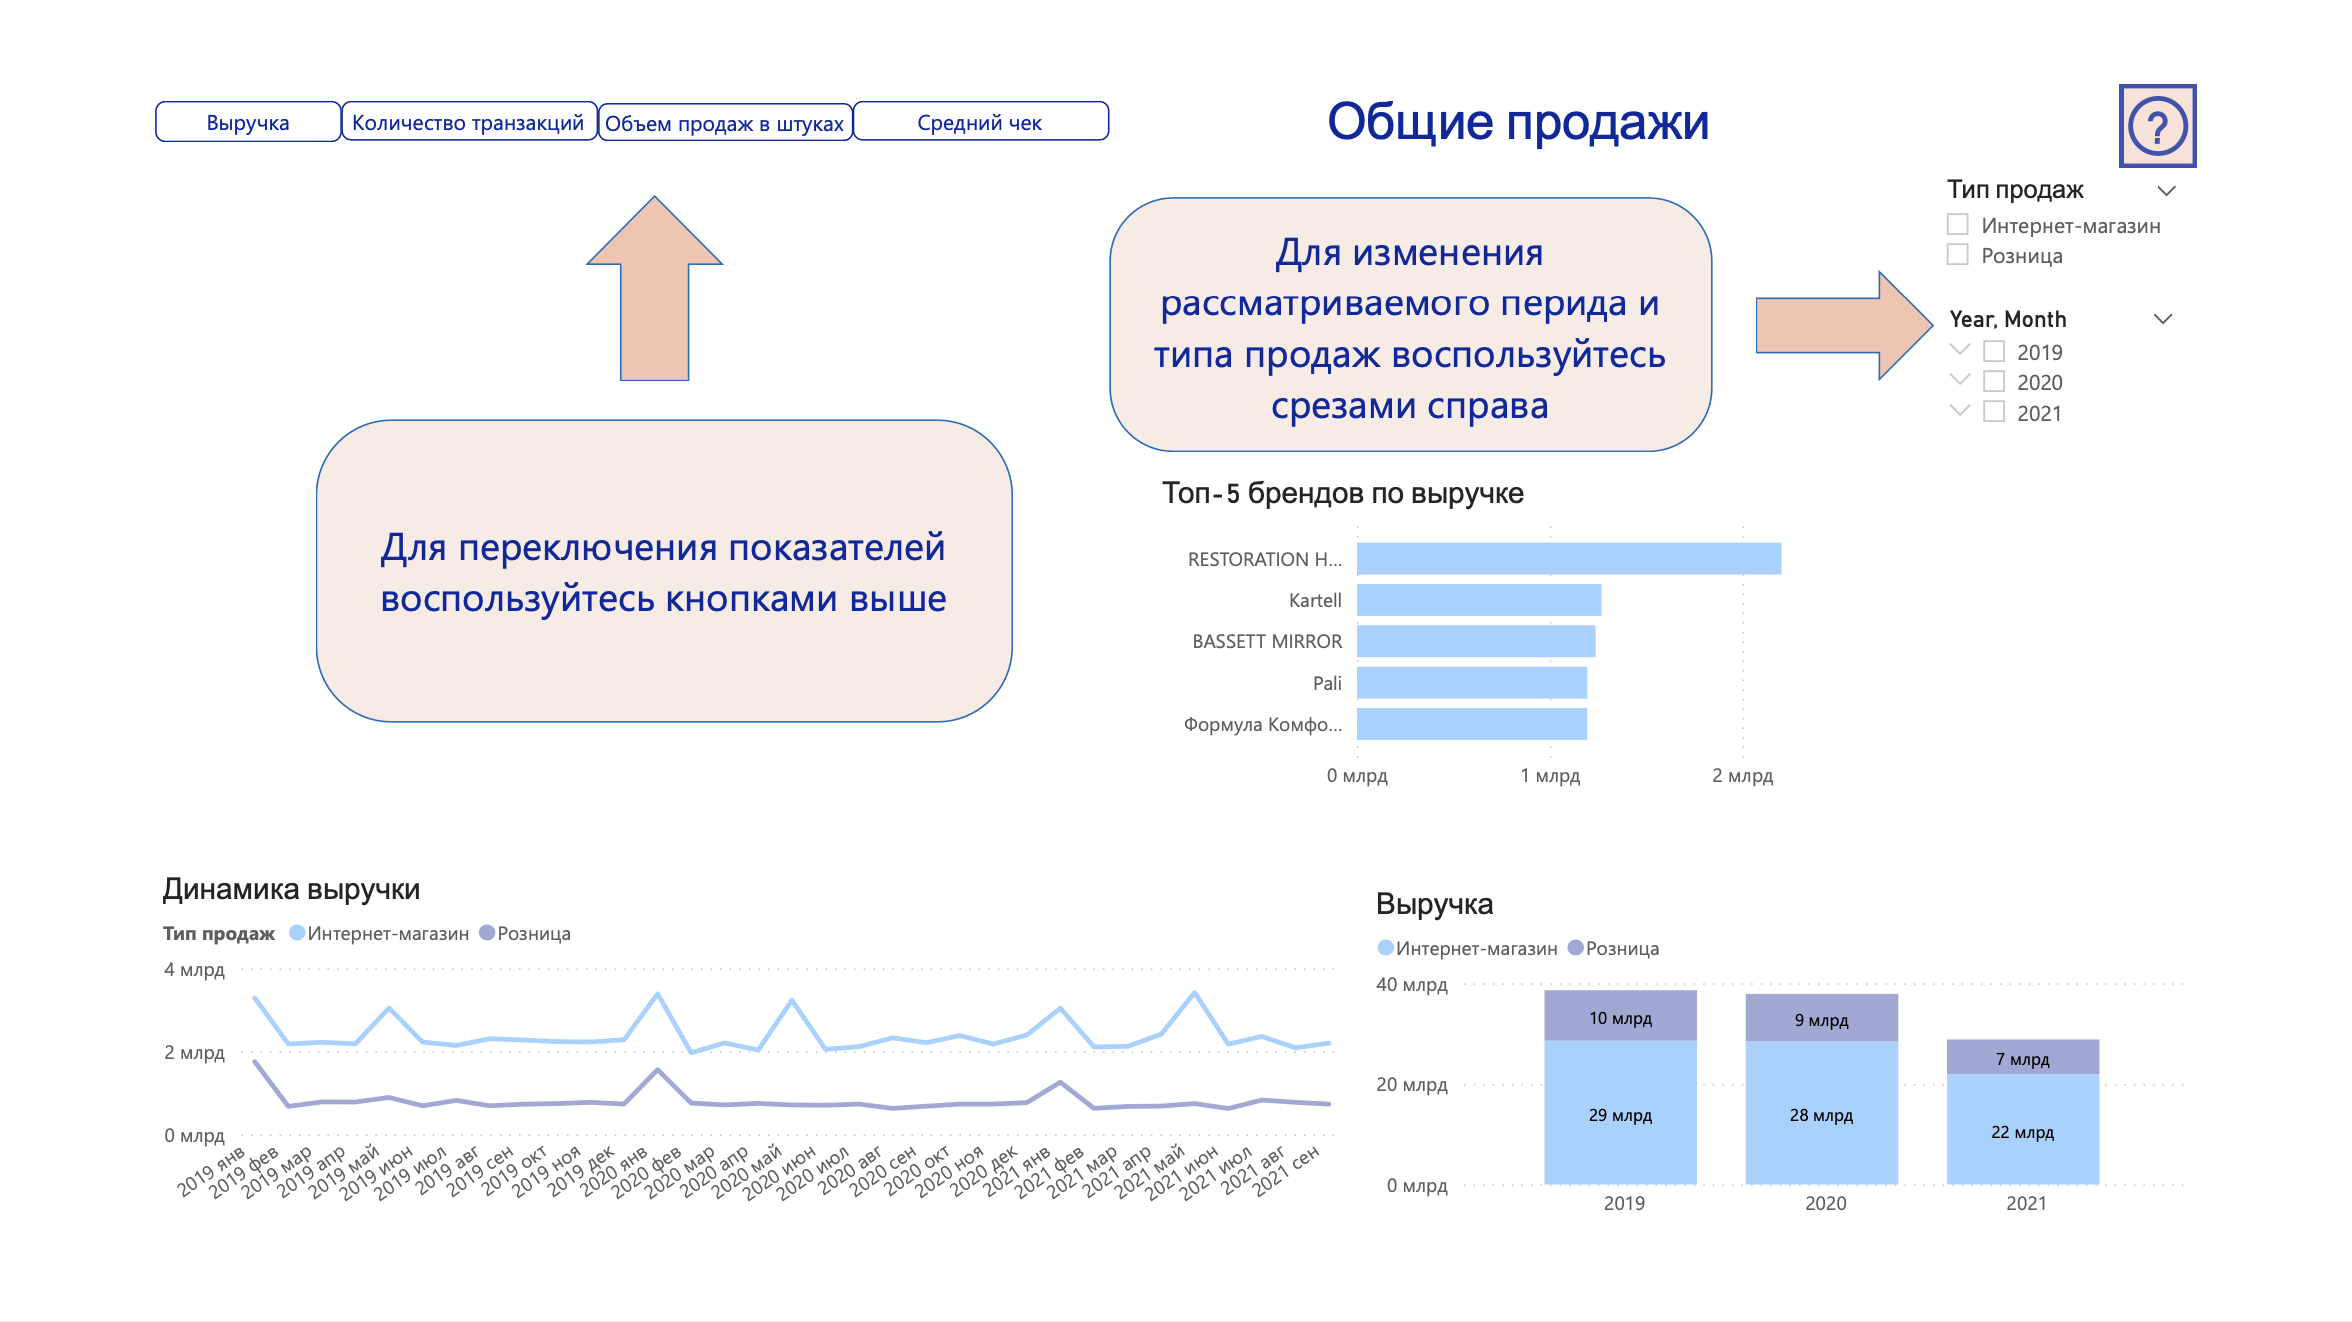 Выручка
Количество транзакций
Объем продаж в штуках
Средний чек
Общие продажи
?
Тип продаж
Интернет-магазин
Розница
Year, Month
2019
2020
2021
Для изменения
рассматриваемого перида и
типа продаж воспользуйтесь
срезами справа
Для переключения показателей
воспользуйтесь кнопками выше
Топ-5 брендов по выручке
RESTORATION H...
Kartell
BASSETT MIRROR
Pali
Формула Комфо...
0 млрд
1 млрд
2 млрд
Динамика выручки
Тип продаж Интернет-магазин Розница
4 млрд
2 млрд
0 млрд
2019 янв
2019 фев
2019 мар
2019 апр
2019 май
2019 июн
2019 июл
2019 авг
2019 сен
2019 окт
2019 ноя
2019 дек
2020 янв
2020 фев
2020 мар
2020 апр
2020 май
2020 июн
2020 июл
2020 авг
2020 сен
2020 окт
2020 ноя
2020 дек
2021 янв
2021 фев
2021 мар
2021 апр
2021 май
2021 июн
2021 июл
2021 авг
2021 сен
Выручка
Интернет-магазин Розница
40 млрд
20 млрд
0 млрд
10 млрд
29 млрд
9 млрд
28 млрд
7 млрд
22 млрд
2019
2020
2021